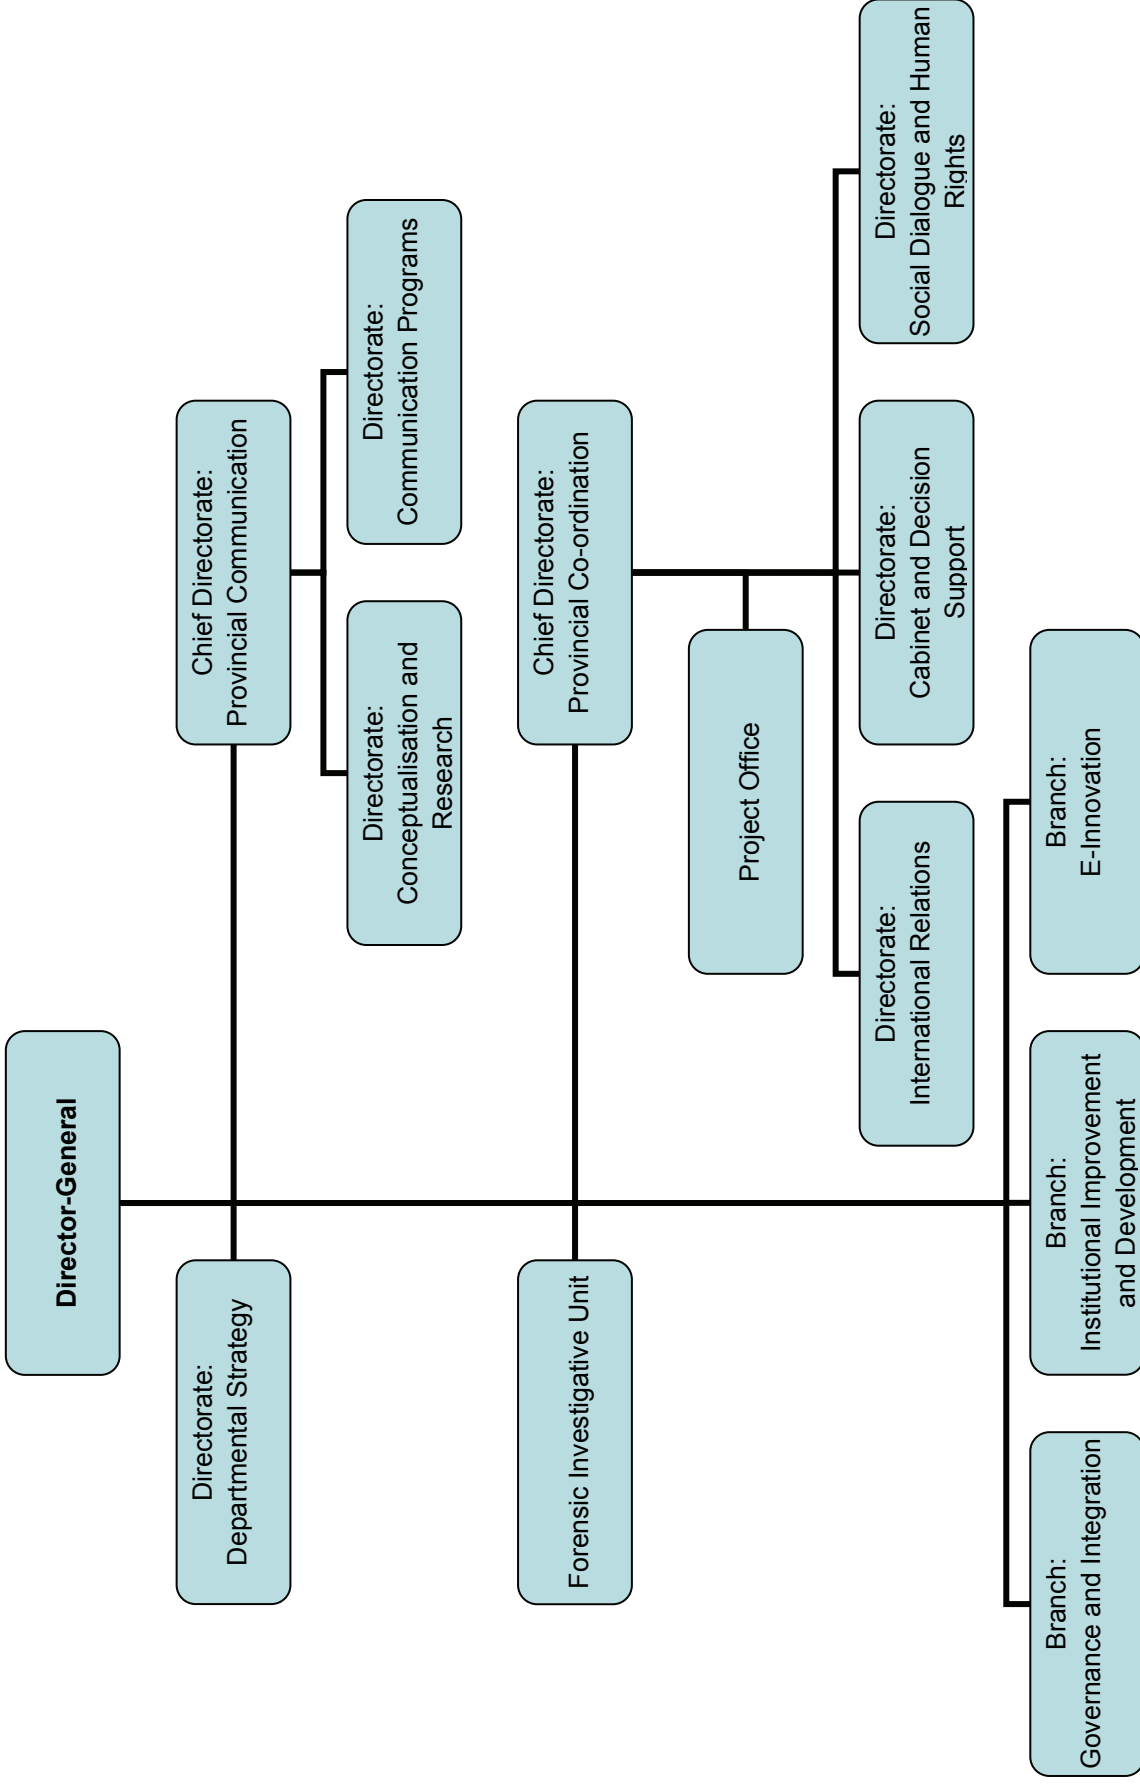 Director-General
Directorate:
Departmental Strategy
Chief Directorate:
Provincial Communication
Directorate:
Conceptualisation and
Research
Directorate:
Communication Programs
Forensic Investigative Unit
Chief Directorate:
Provincial Co-ordination
Project Office
Directorate:
International Relations
Directorate:
Cabinet and Decision
Support
Directorate:
Social Dialogue and Human
Rights
Branch:
Governance and Integration
Branch:
Institutional Improvement
and Development
Branch:
E-Innovation